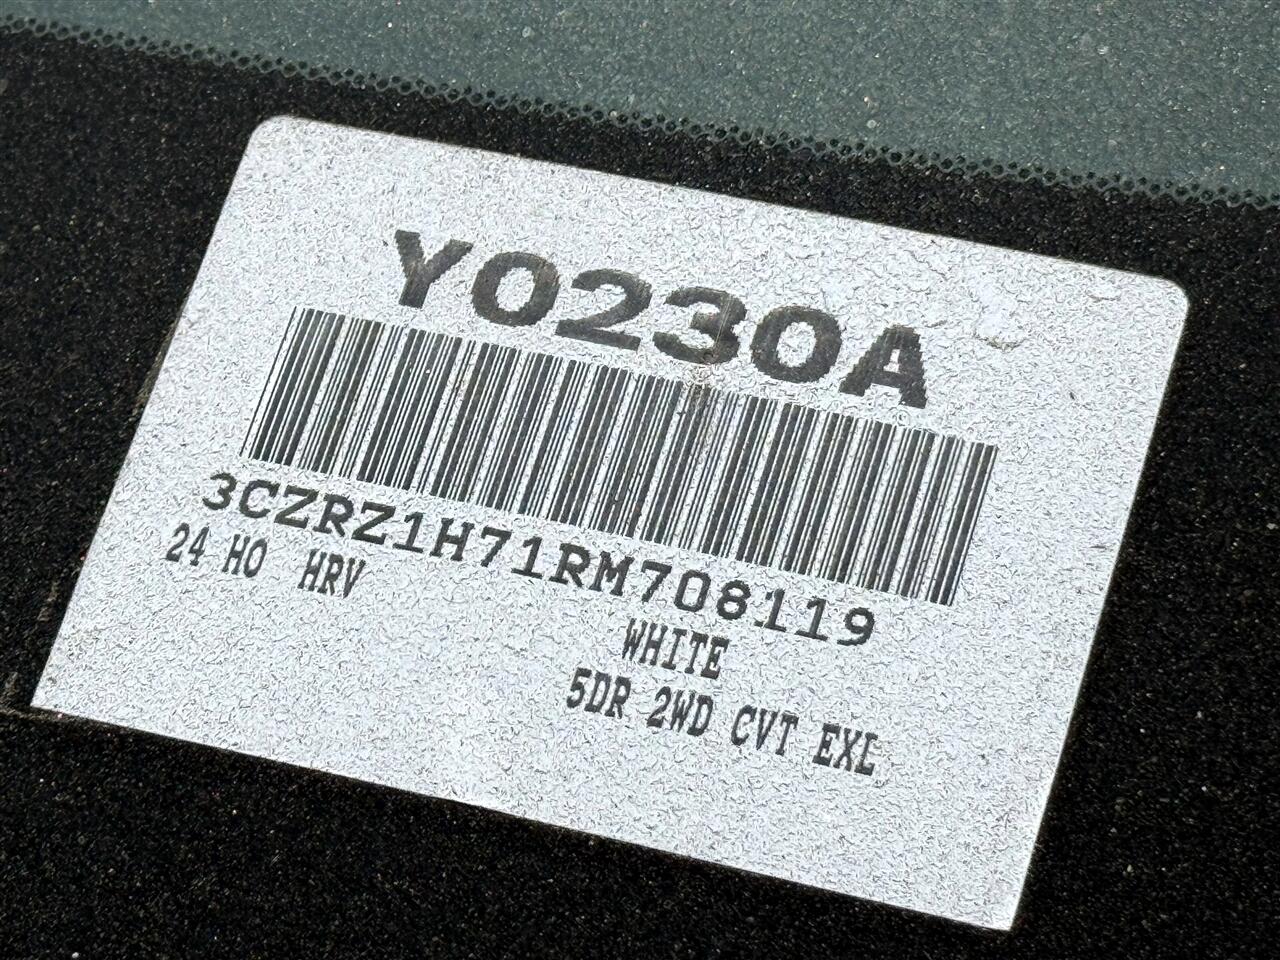 Y0230A
3CZRZ1H71RM708119
24 HO HRV
WHITE
5DR 2WD CVT EXL